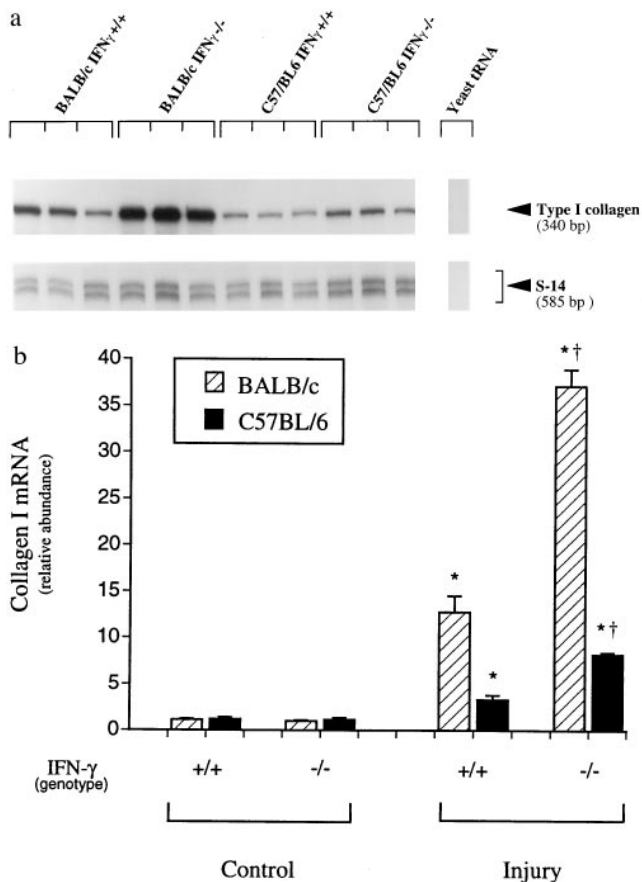 a
BALB/c IFNγ +/+
BALB/c IFNγ -/-
C57/BL6 IFNγ +/+
C57/BL6 IFNγ -/-
Yeast tRNA
Type I collagen
(340 bp)
S-14
(585 bp )
b
40
35
30
25
20
15
10
5
0
Collagen I mRNA
(relative abundance)
BALB/c
C57BL/6
*
*
*†
*†
IFN-γ
(genotype)
+/+ -/- +/+ -/-
Control Injury